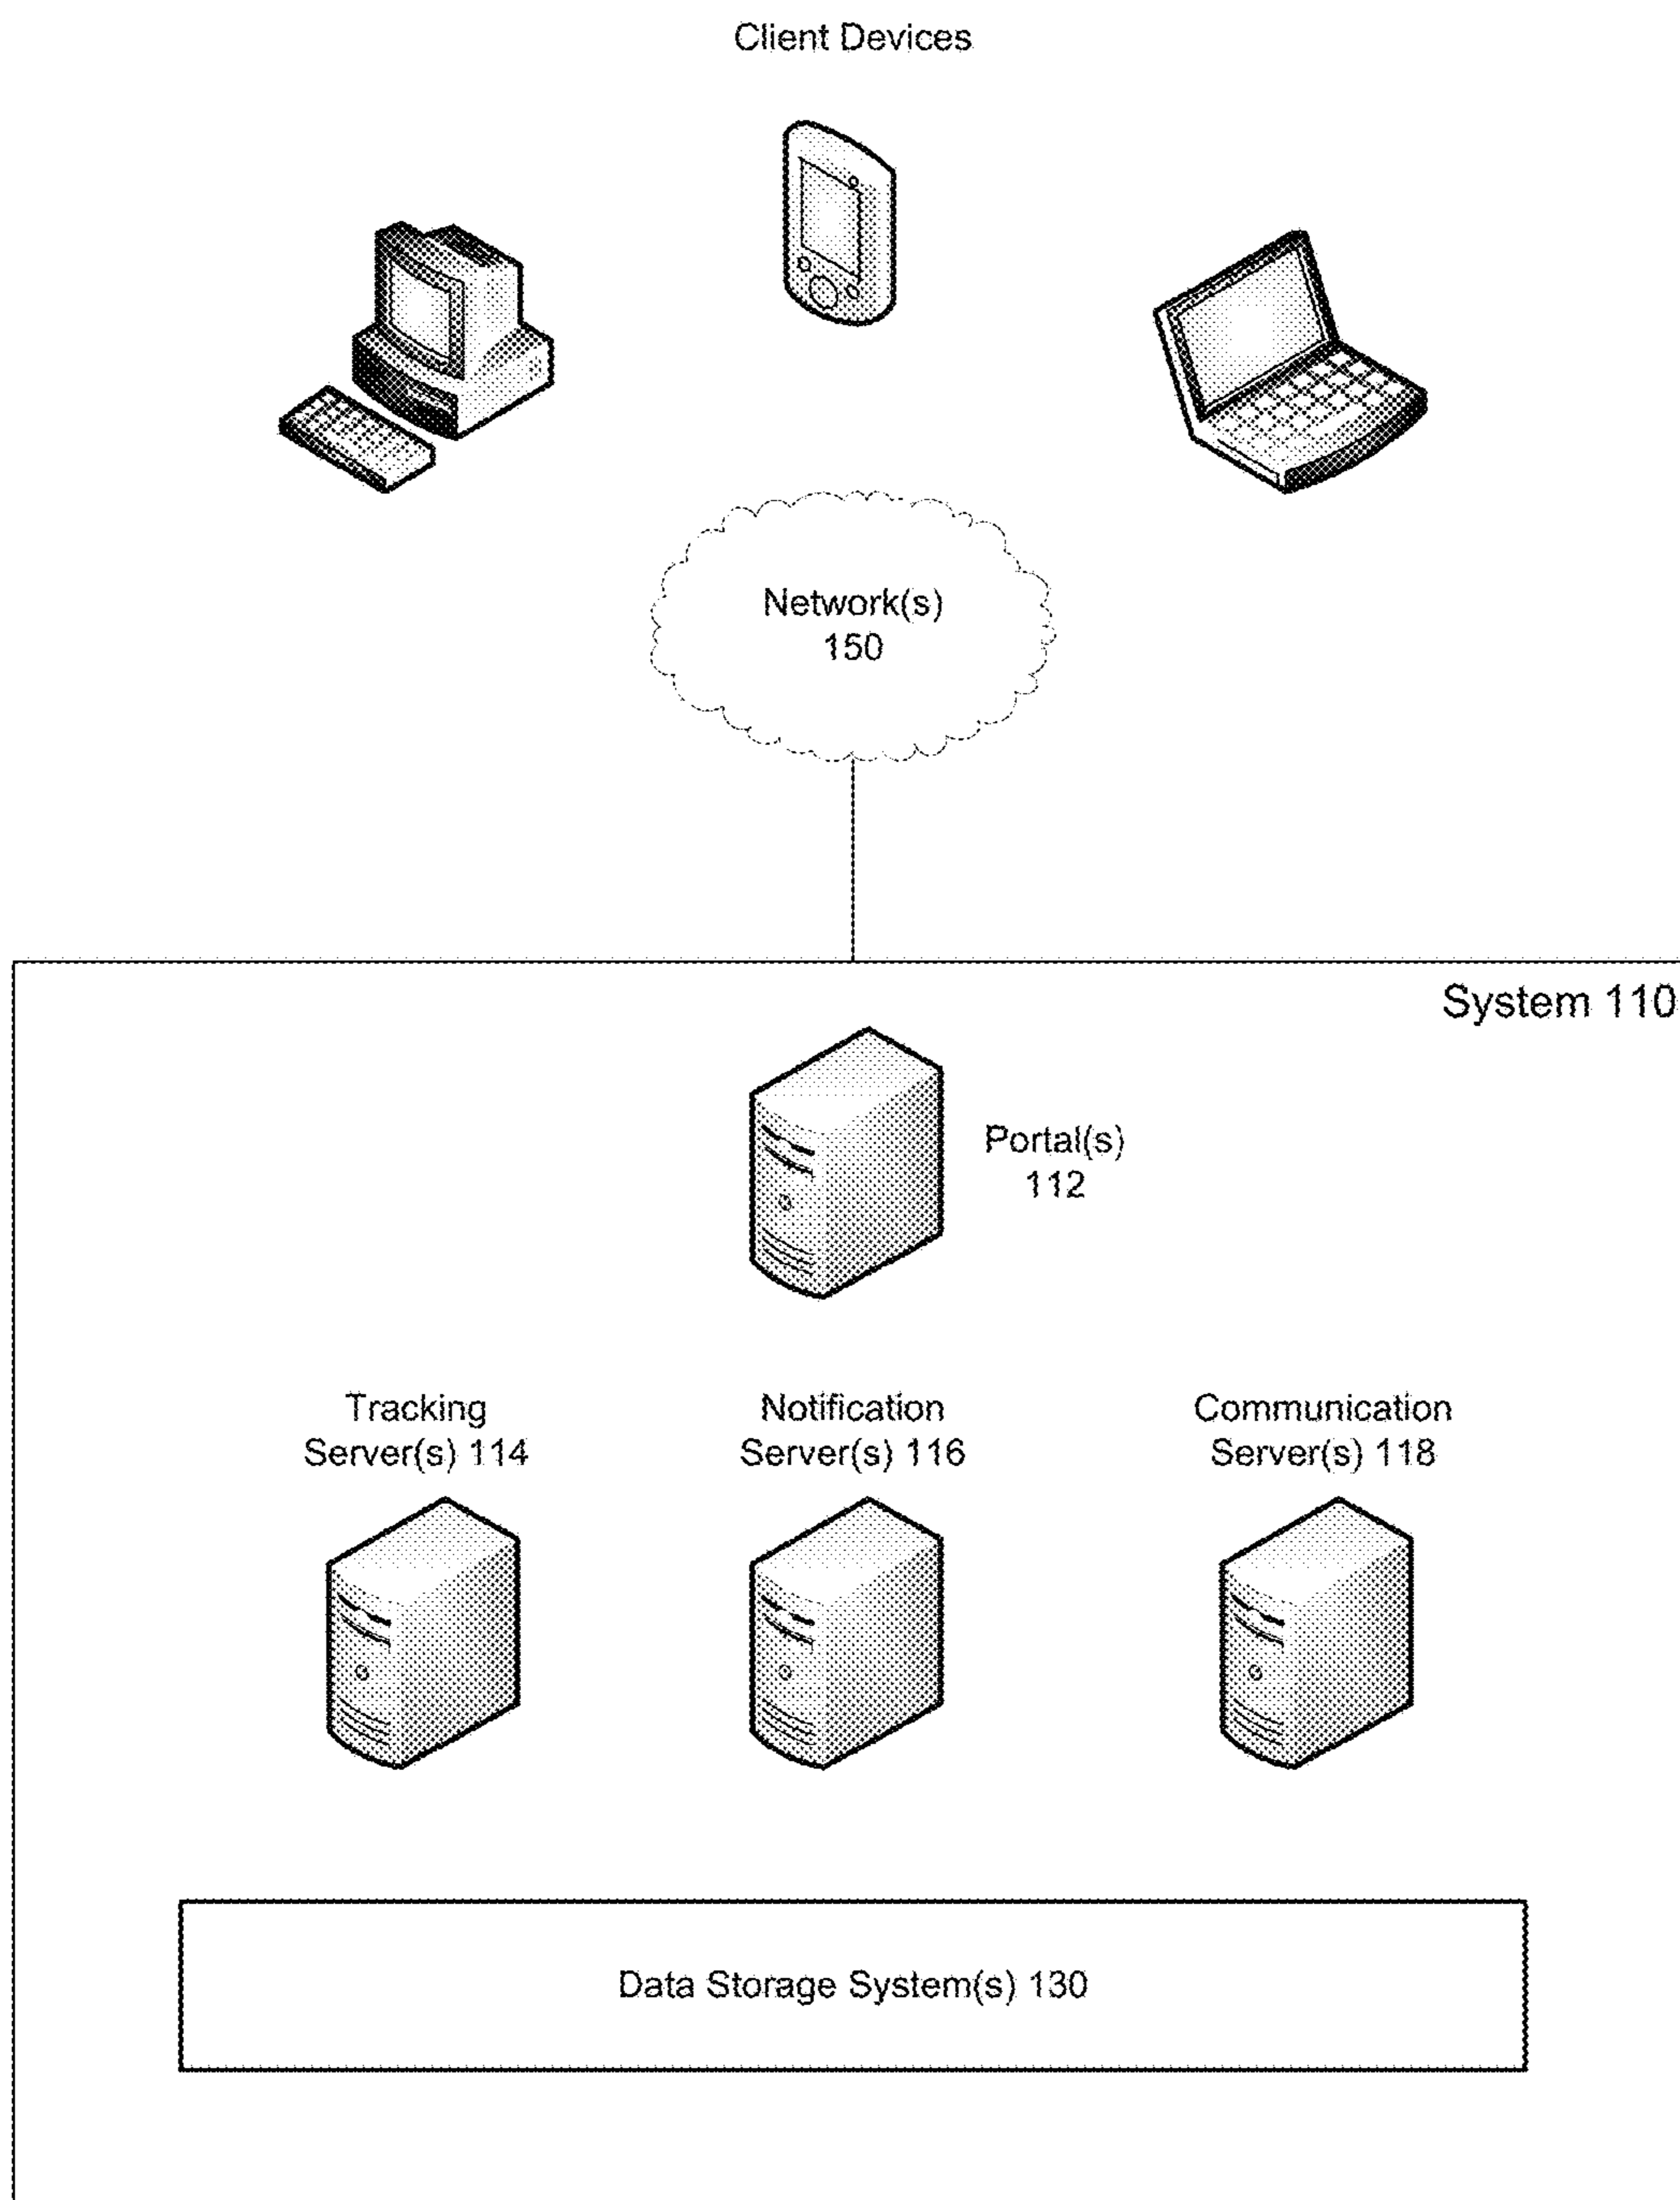 Client Devices
Network(s)
150
System 110
Portal(s)
112
Tracking
Server(s) 114
Notification
Server(s) 116
Communication
Server(s) 118
Data Storage System(s) 130